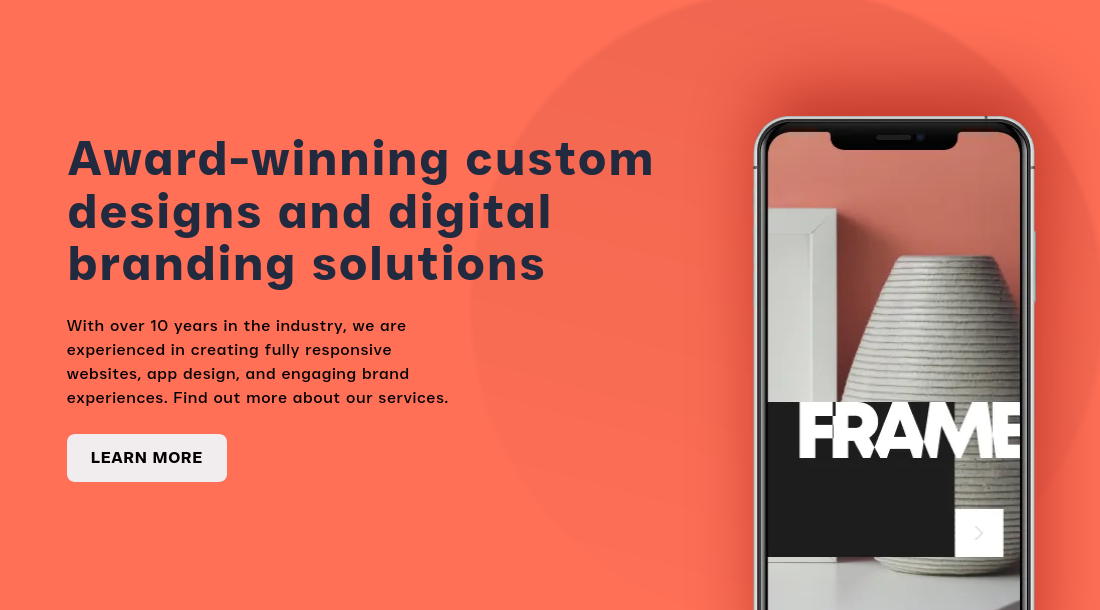 Award-winning custom
designs and digital
branding solutions
With over 10 years in the industry, we are
experienced in creating fully responsive
websites, app design, and engaging brand
experiences. Find out more about our services.
LEARN MORE
FRAME